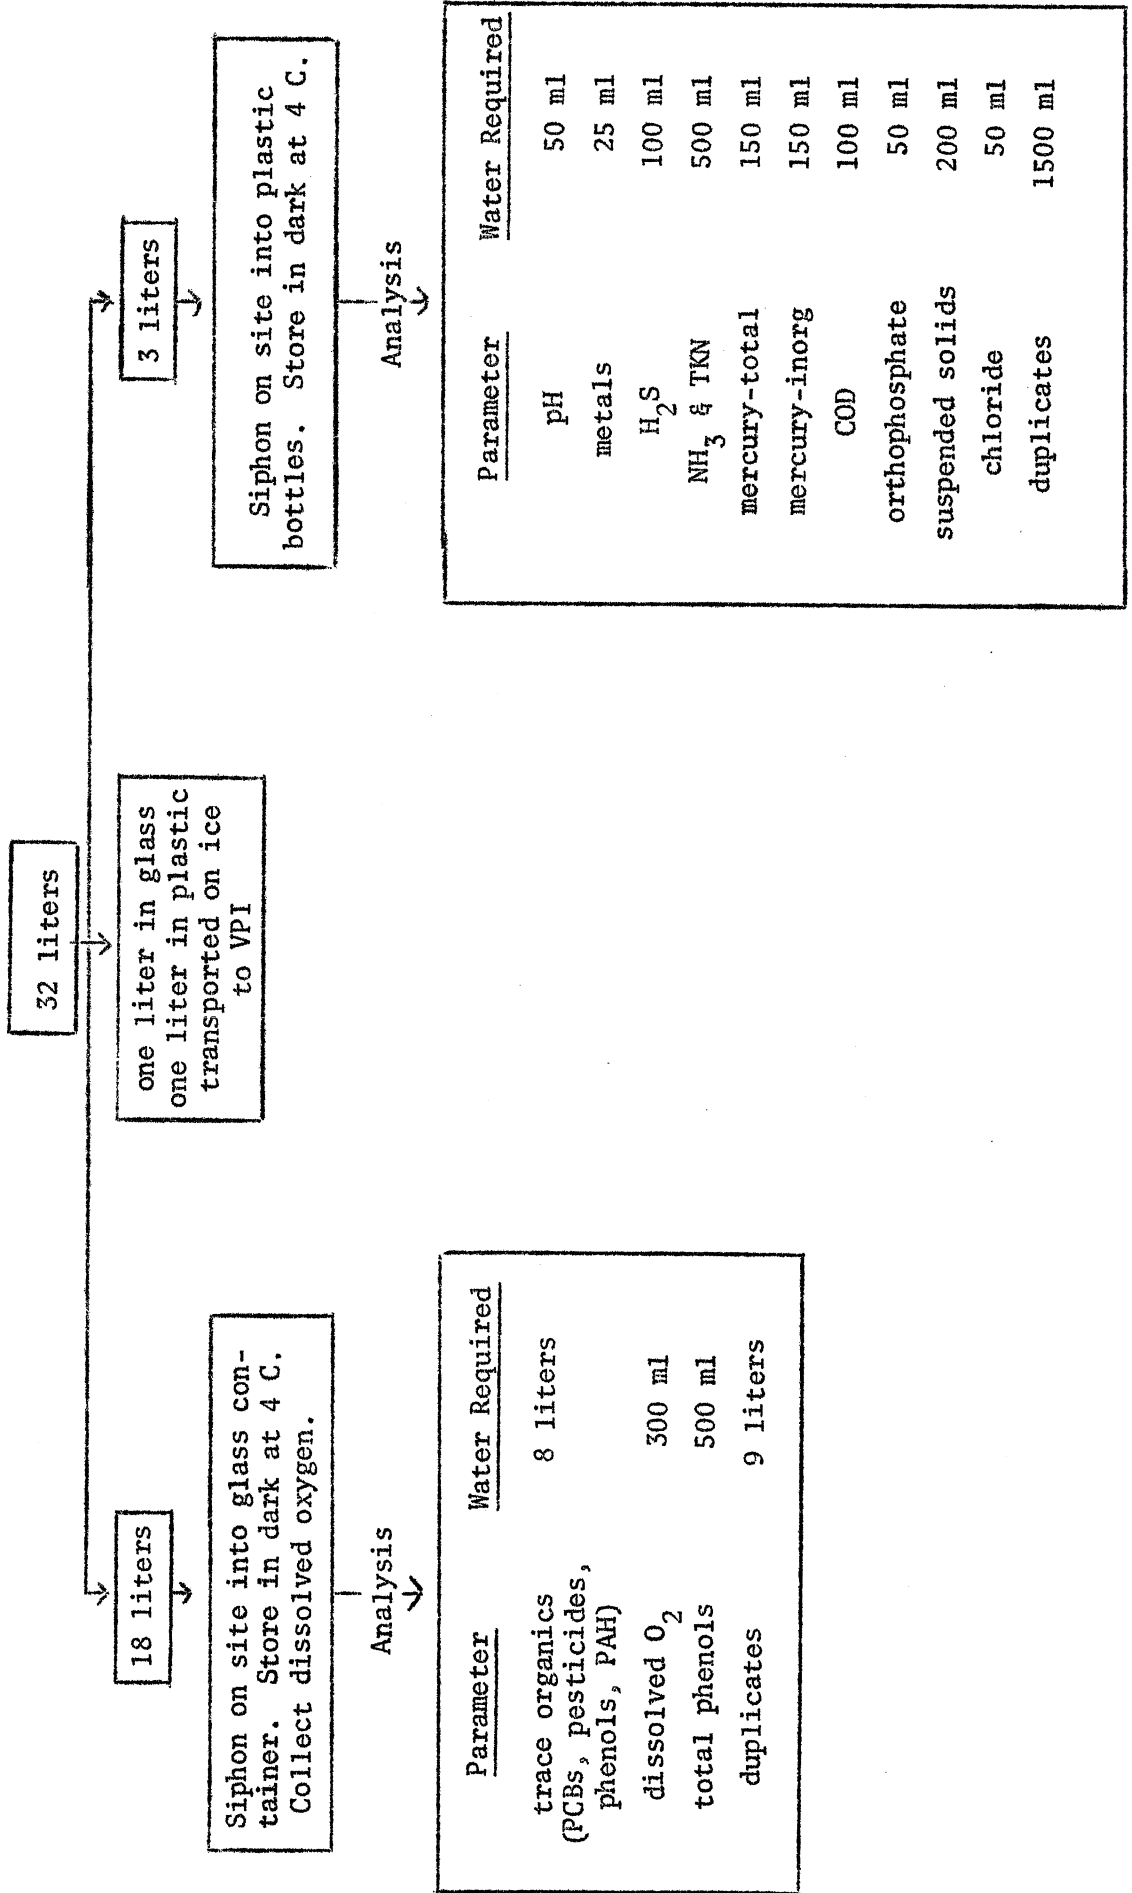 32 liters
18 liters
Siphon on site into glass con-
tainer. Store in dark at 4 C.
Collect dissolved oxygen.
Analysis
Parameter Water Required
trace organics 8 liters
(PCBs, pesticides,
phenols, PAH)
dissolved O2 300 ml
total phenols 500 ml
duplicates 9 liters
one liter in glass
one liter in plastic
transported on ice
to VPI
3 liters
Siphon on site into plastic
bottles. Store in dark at 4 C.
Analysis
Parameter Water Required
pH 50 ml
metals 25 ml
H2S 100 ml
NH3 & TKN 500 ml
mercury-total 150 ml
mercury-inorg 150 ml
COD 100 ml
orthophosphate 50 ml
suspended solids 200 ml
chloride 50 ml
duplicates 1500 ml